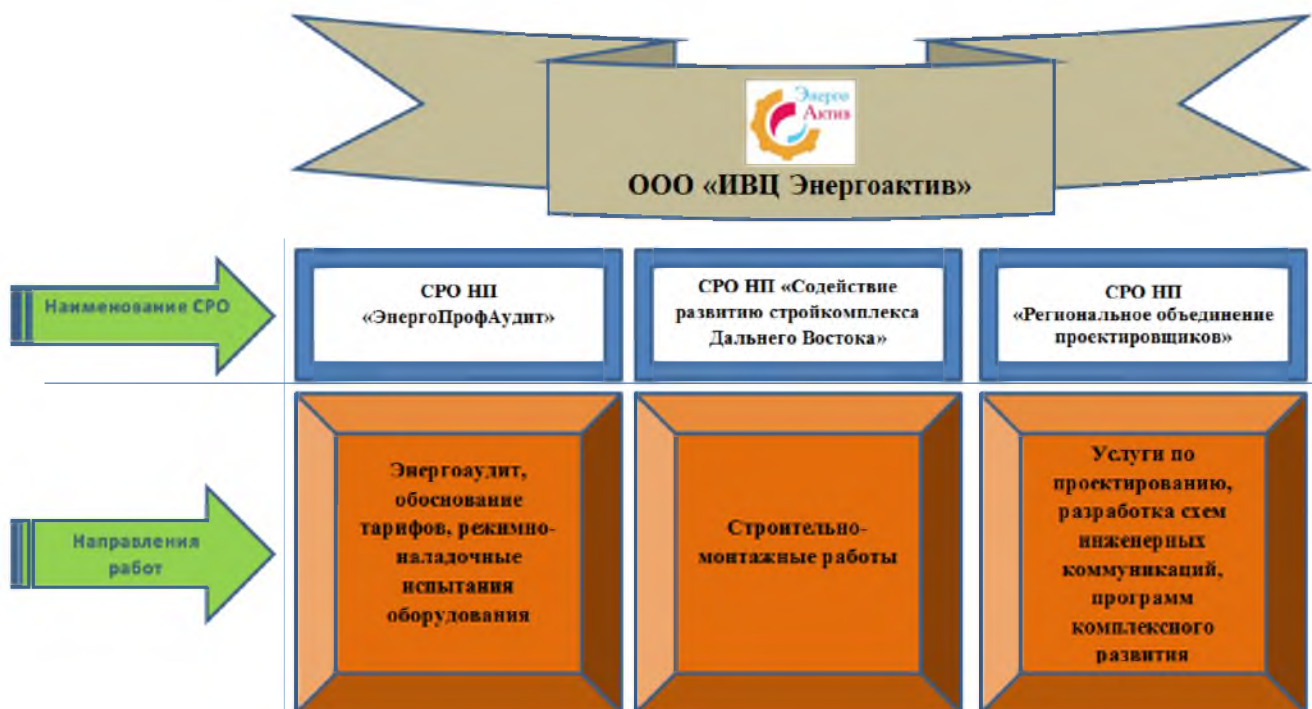 Энерго
Актив
ООО «ИВЦ Энергоактив»
Наименование СРО
СРО НП
«ЭнергоПрофАудит»
СРО НП «Содействие
развитию стройкомплекса
Дальнего Востока»
СРО НП
«Региональное объединение
проектировщиков»
Направления
работ
Энергоаудит,
обоснование
тарифов, режимно-
наладочные
испытания
оборудования
Строительно-
монтажные работы
Услуги по
проектированию,
разработка схем
инженерных
коммуникаций,
программ
комплексного
развития